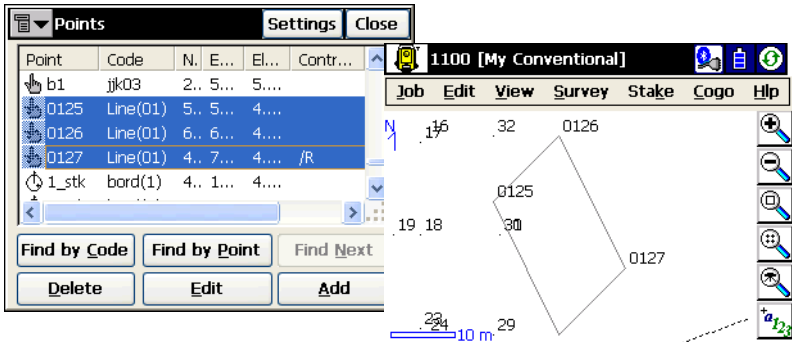 Points Settings Close
Point Code N. E... El... Contr...
b1 jjk03 2.. 5... 5....
0125 Line(01) 5.. 5... 4....
0126 Line(01) 6.. 6... 4....
0127 Line(01) 4.. 7... 4.... /R
1_stk bord(1) 4.. 1... 4....
Find by Code Find by Point Find Next
Delete Edit Add
1100 [My Conventional]
Job Edit View Survey Stake Cogo Hlp
N
16
17
32
0126
0125
19 18
0127
24
10 m
29
a123